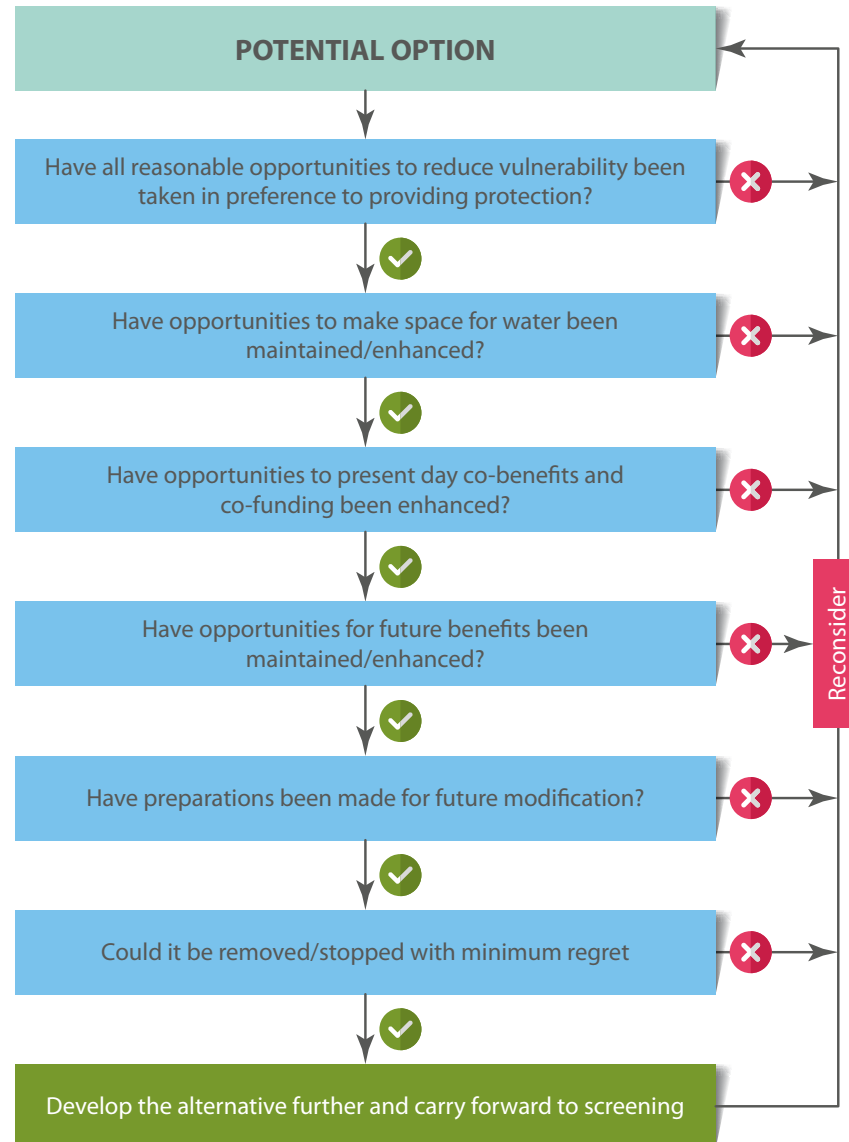 POTENTIAL OPTION
Have all reasonable opportunities to reduce vulnerability been
taken in preference to providing protection?
Have opportunities to make space for water been
maintained/enhanced?
Have opportunities to present day co-benefits and
co-funding been enhanced?
Have opportunities for future benefits been
maintained/enhanced?
Reconsider
Have preparations been made for future modification?
Could it be removed/stopped with minimum regret
Develop the alternative further and carry forward to screening